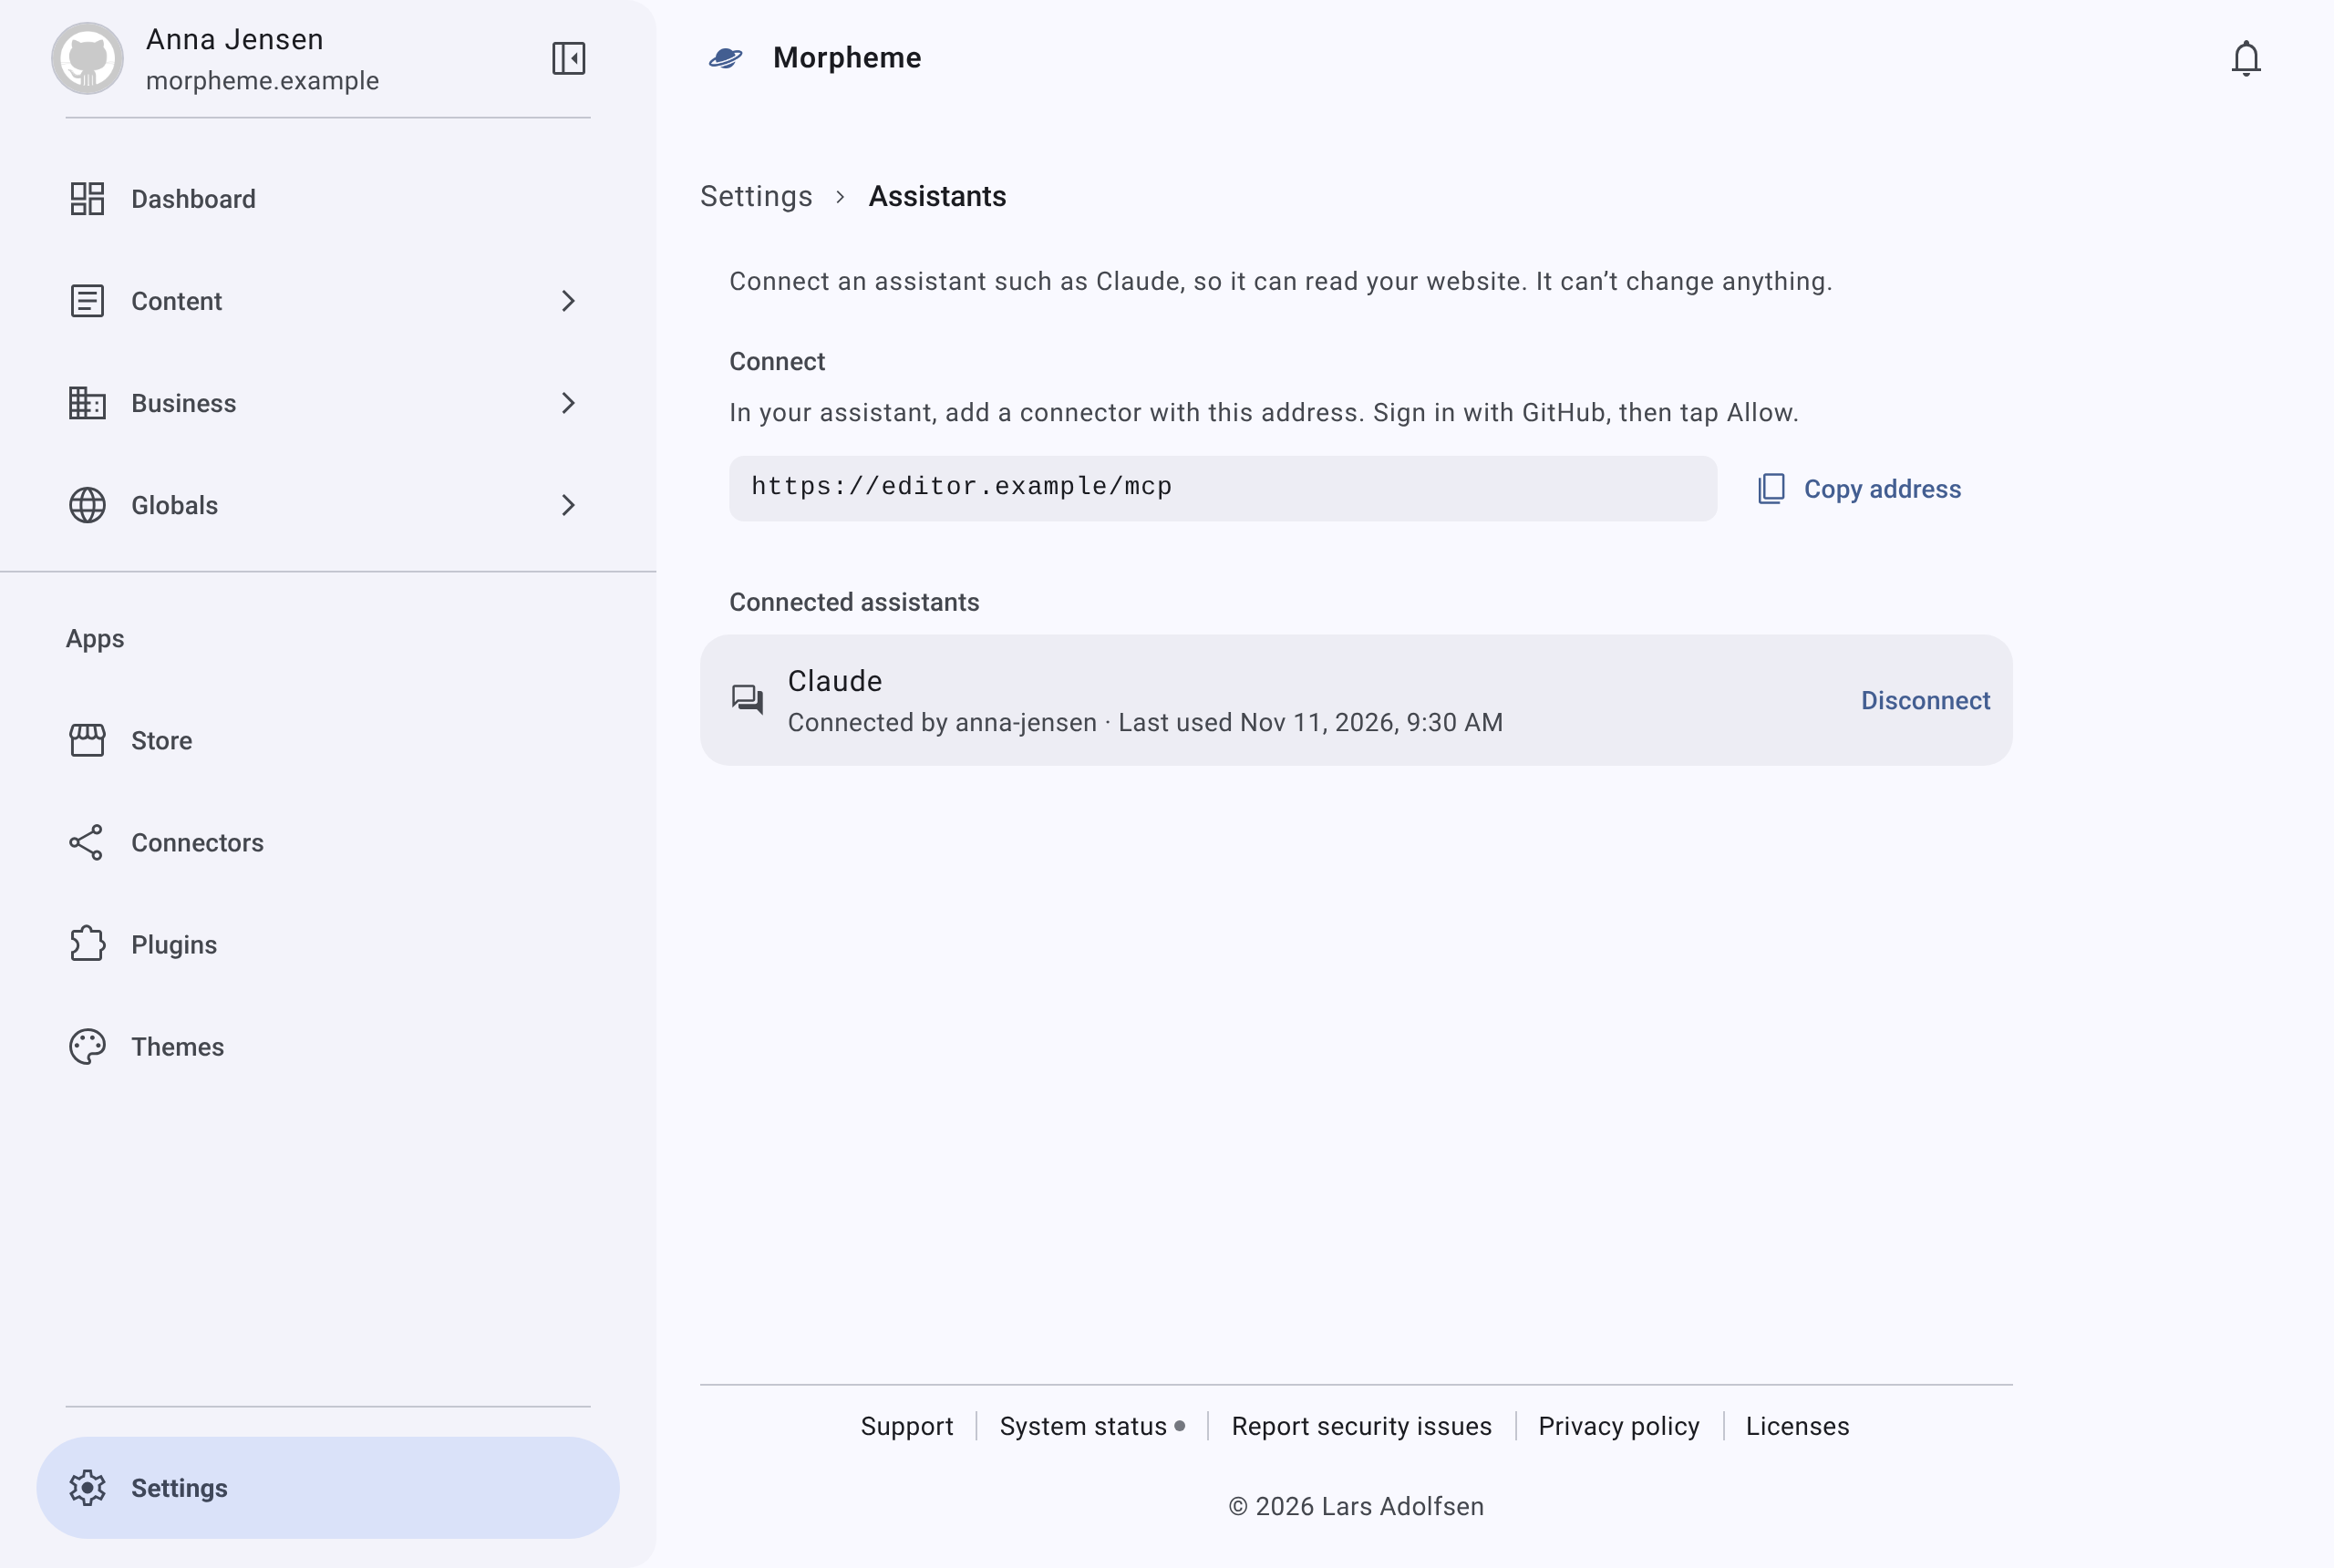 Anna Jensen
morpheme.example
Dashboard
Content
Business
Globals
Apps
Store
Connectors
Plugins
Themes
Settings
Morpheme
Settings › Assistants
Connect an assistant such as Claude, so it can read your website. It can’t change anything.
Connect
In your assistant, add a connector with this address. Sign in with GitHub, then tap Allow.
https://editor.example/mcp
Copy address
Connected assistants
Claude
Connected by anna-jensen · Last used Nov 11, 2026, 9:30 AM
Disconnect
Support
System status
Report security issues
Privacy policy
Licenses
© 2026 Lars Adolfsen